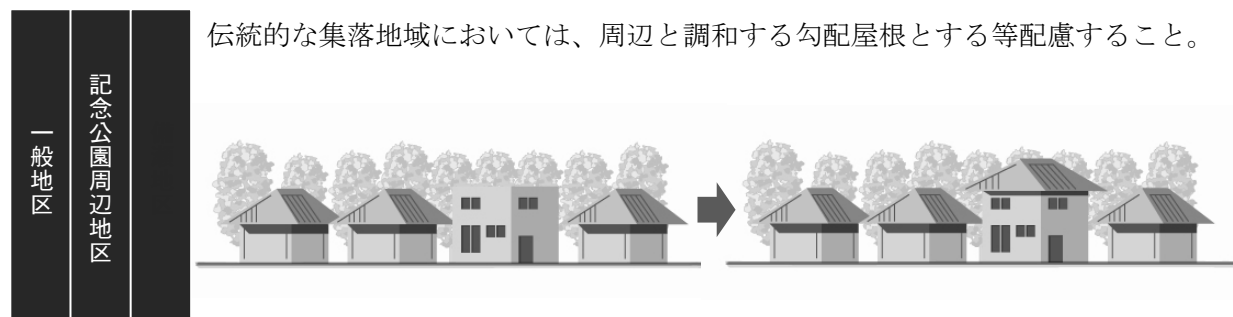 一般地区
記念公園周辺地区
伝統的な集落地域においては、周辺と調和する勾配屋根とする等配慮すること。